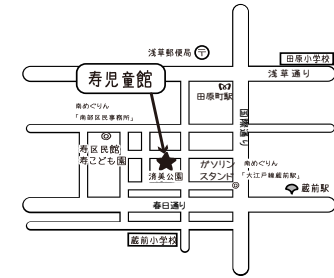 浅草郵便局
田原小学校
浅草通り
寿児童館
田原町駅
南めぐりん
「南部区民事務所」
国際通り
寿区民館
寿こども園
済美公園
ガソリン
スタンド
南めぐりん
「大江戸線蔵前駅」
蔵前駅
春日通り
蔵前小学校